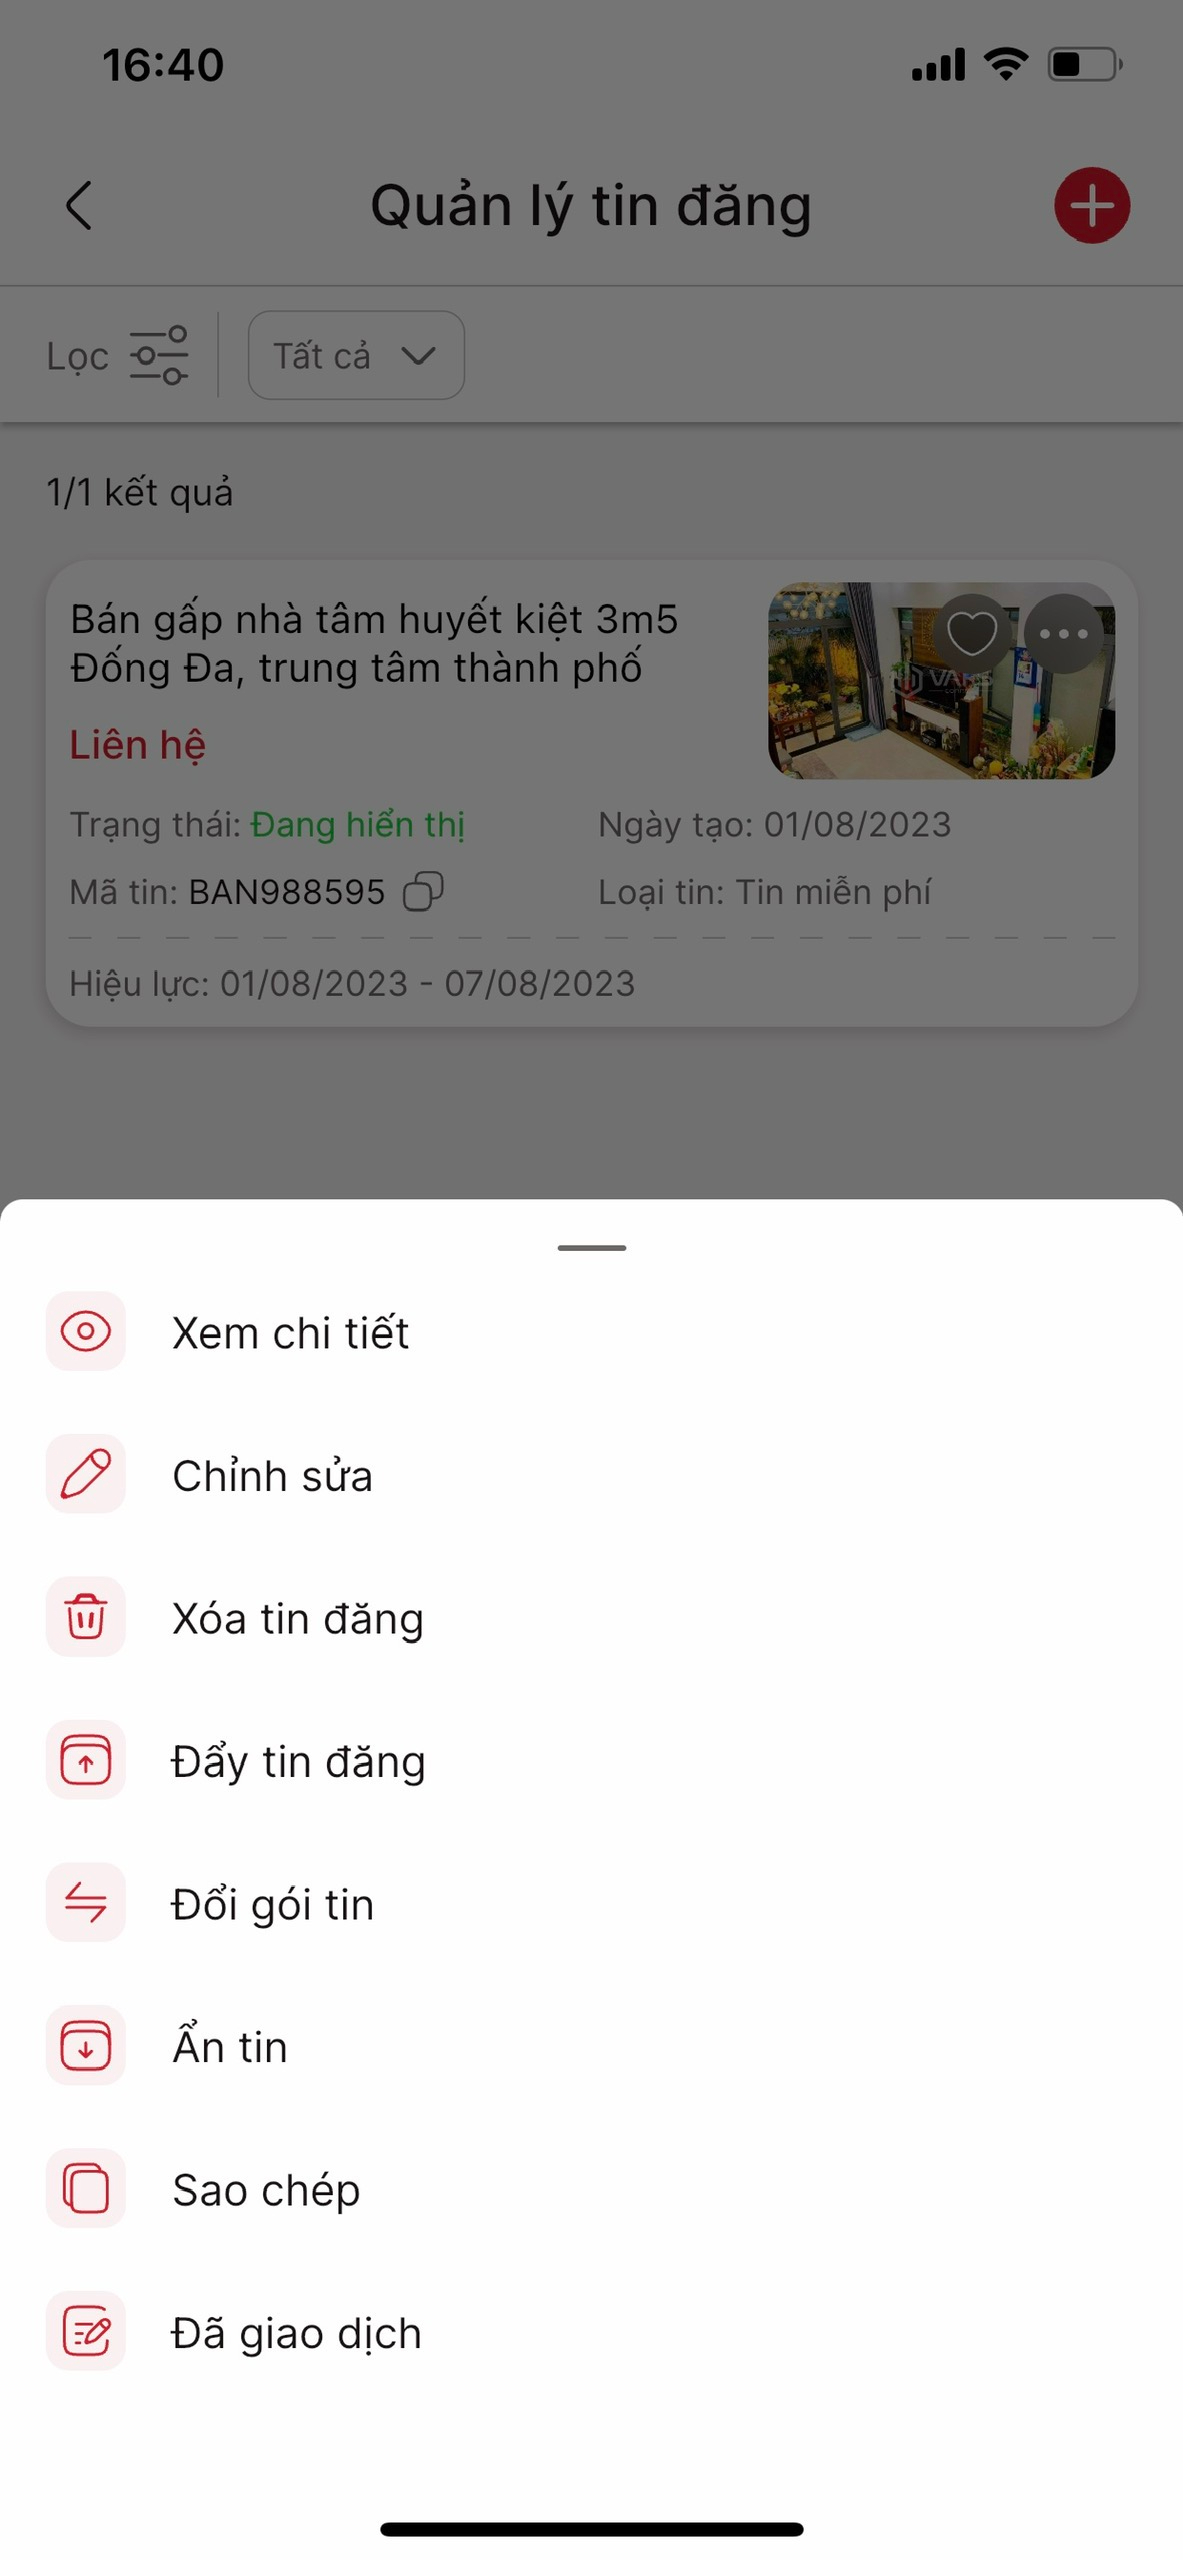 16:40
Quản lý tin đăng
Lọc
Tất cả
1/1 kết quả
Bán gấp nhà tâm huyết kiệt 3m5
Đống Đa, trung tâm thành phố
Liên hệ
Trạng thái: Đang hiển thị
Ngày tạo: 01/08/2023
Mã tin: BAN988595
Loại tin: Tin miễn phí
Hiệu lực: 01/08/2023 - 07/08/2023
Xem chi tiết
Chỉnh sửa
Xóa tin đăng
Đẩy tin đăng
Đổi gói tin
Ẩn tin
Sao chép
Đã giao dịch